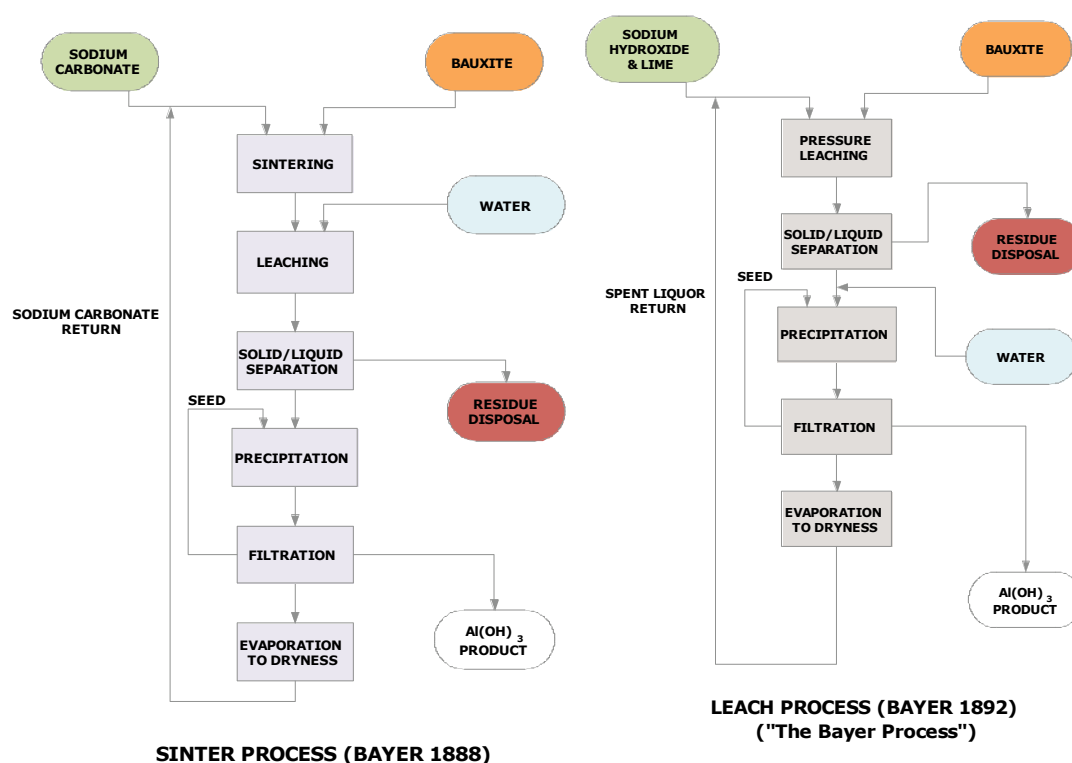 SODIUM
CARBONATE
BAUXITE
SINTERING
WATER
LEACHING
SODIUM CARBONATE
RETURN
SOLID/LIQUID
SEPARATION
RESIDUE
DISPOSAL
SEED
PRECIPITATION
FILTRATION
Al(OH) 3
PRODUCT
EVAPORATION
TO DRYNESS
SINTER PROCESS (BAYER 1888)
SODIUM
HYDROXIDE
& LIME
BAUXITE
PRESSURE
LEACHING
SOLID/LIQUID
SEPARATION
RESIDUE
DISPOSAL
SEED
SPENT LIQUOR
RETURN
PRECIPITATION
WATER
FILTRATION
EVAPORATION
TO DRYNESS
Al(OH) 3
PRODUCT
LEACH PROCESS (BAYER 1892)
("The Bayer Process")